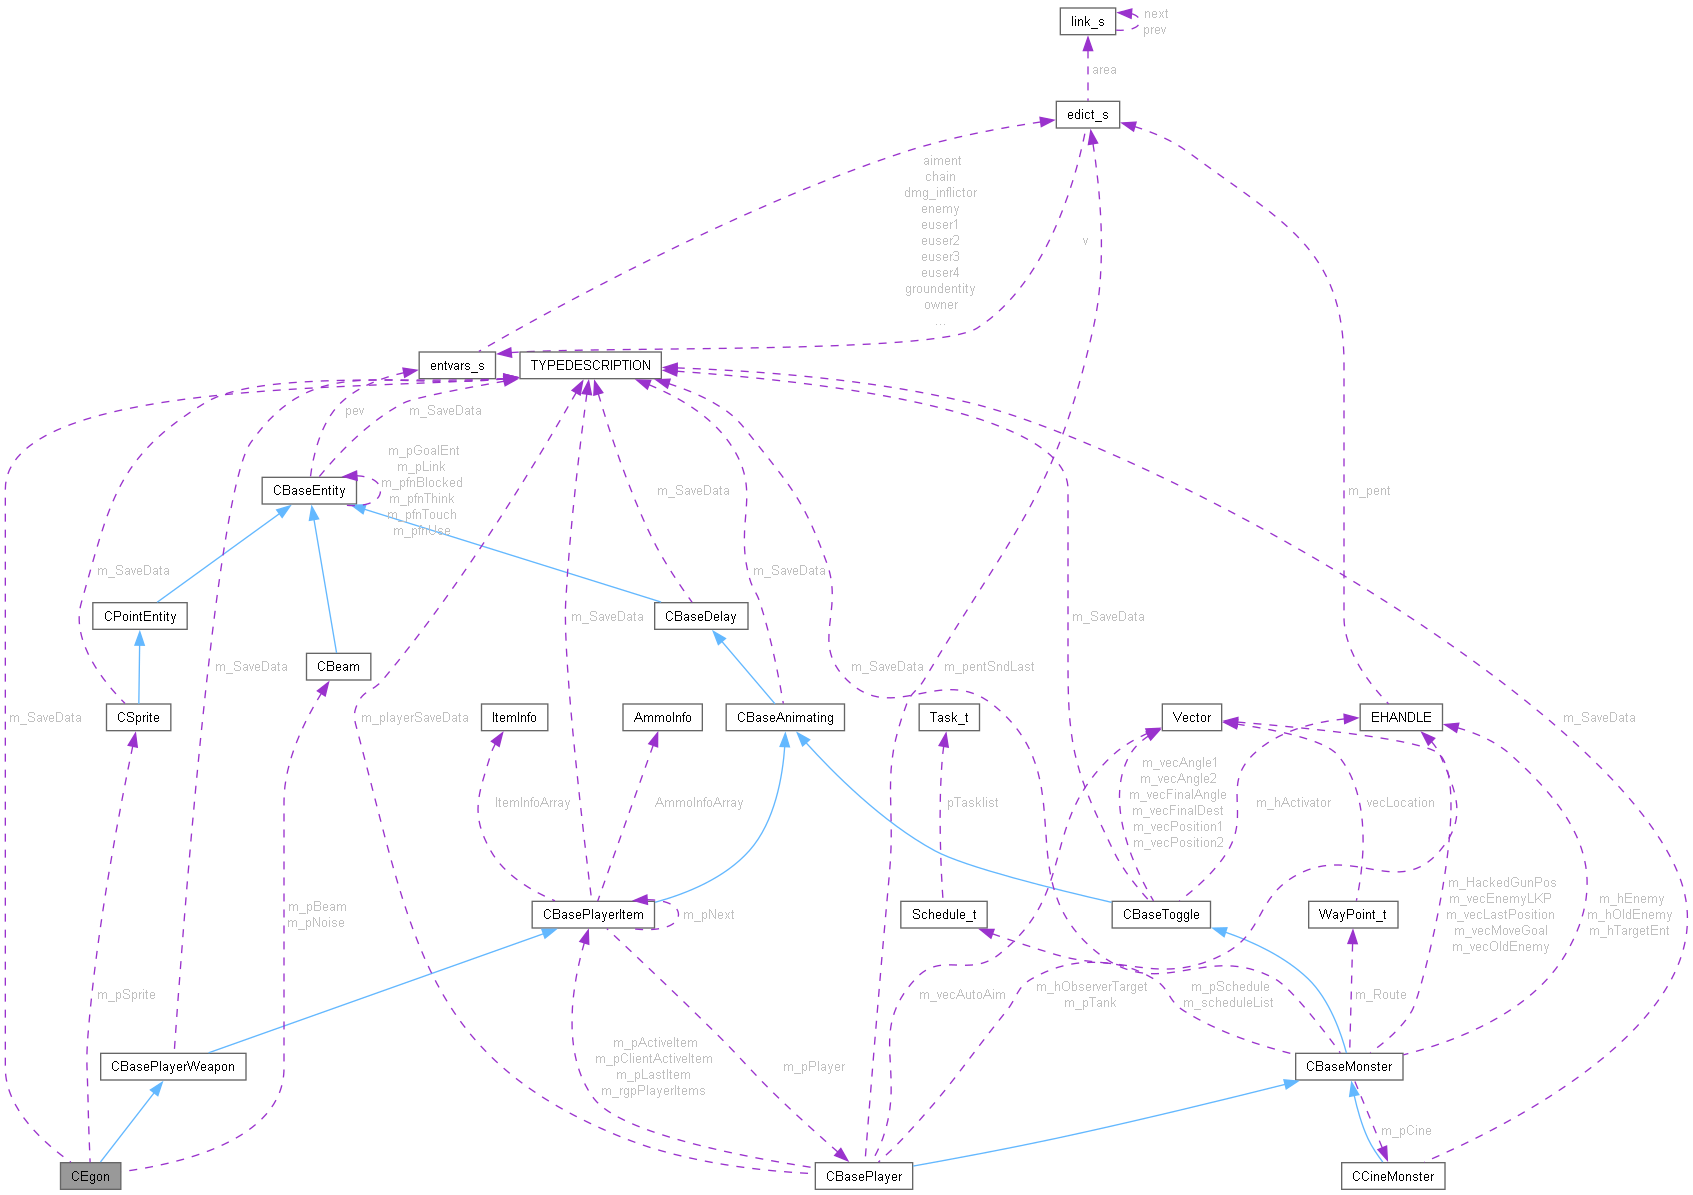 link_s
next
prev
area
edict_s
aiment
chain
dmg_inflictor
enemy
euser1
euser2
euser3
euser4
groundentity
owner
...
v
entvars_s
TYPEDESCRIPTION
pev
m_SaveData
m_pGoalEnt
m_pLink
m_pfnBlocked
m_pfnThink
m_pfnTouch
m_pfnUse
CBaseEntity
m_SaveData
m_pent
m_SaveData
m_SaveData
CPointEntity
m_SaveData
CBaseDelay
m_SaveData
m_SaveData
CBeam
m_SaveData
m_pentSndLast
m_SaveData
m_playerSaveData
m_SaveData
CSprite
ItemInfo
AmmoInfo
CBaseAnimating
Task_t
Vector
EHANDLE
m_vecAngle1
m_vecAngle2
m_vecFinalAngle
m_vecFinalDest
m_vecPosition1
m_vecPosition2
ItemInfoArray
AmmoInfoArray
pTasklist
m_hActivator
vecLocation
m_HackedGunPos
m_vecEnemyLKP
m_vecLastPosition
m_vecMoveGoal
m_vecOldEnemy
m_hEnemy
m_hOldEnemy
m_hTargetEnt
m_pBeam
m_pNoise
CBasePlayerItem
m_pNext
Schedule_t
CBaseToggle
WayPoint_t
m_pSprite
m_vecAutoAim
m_hObserverTarget
m_pTank
m_pSchedule
m_scheduleList
m_Route
CBasePlayerWeapon
m_pActiveItem
m_pClientActiveItem
m_pLastItem
m_rgpPlayerItems
m_pPlayer
CBaseMonster
m_pCine
CEgon
CBasePlayer
CCineMonster